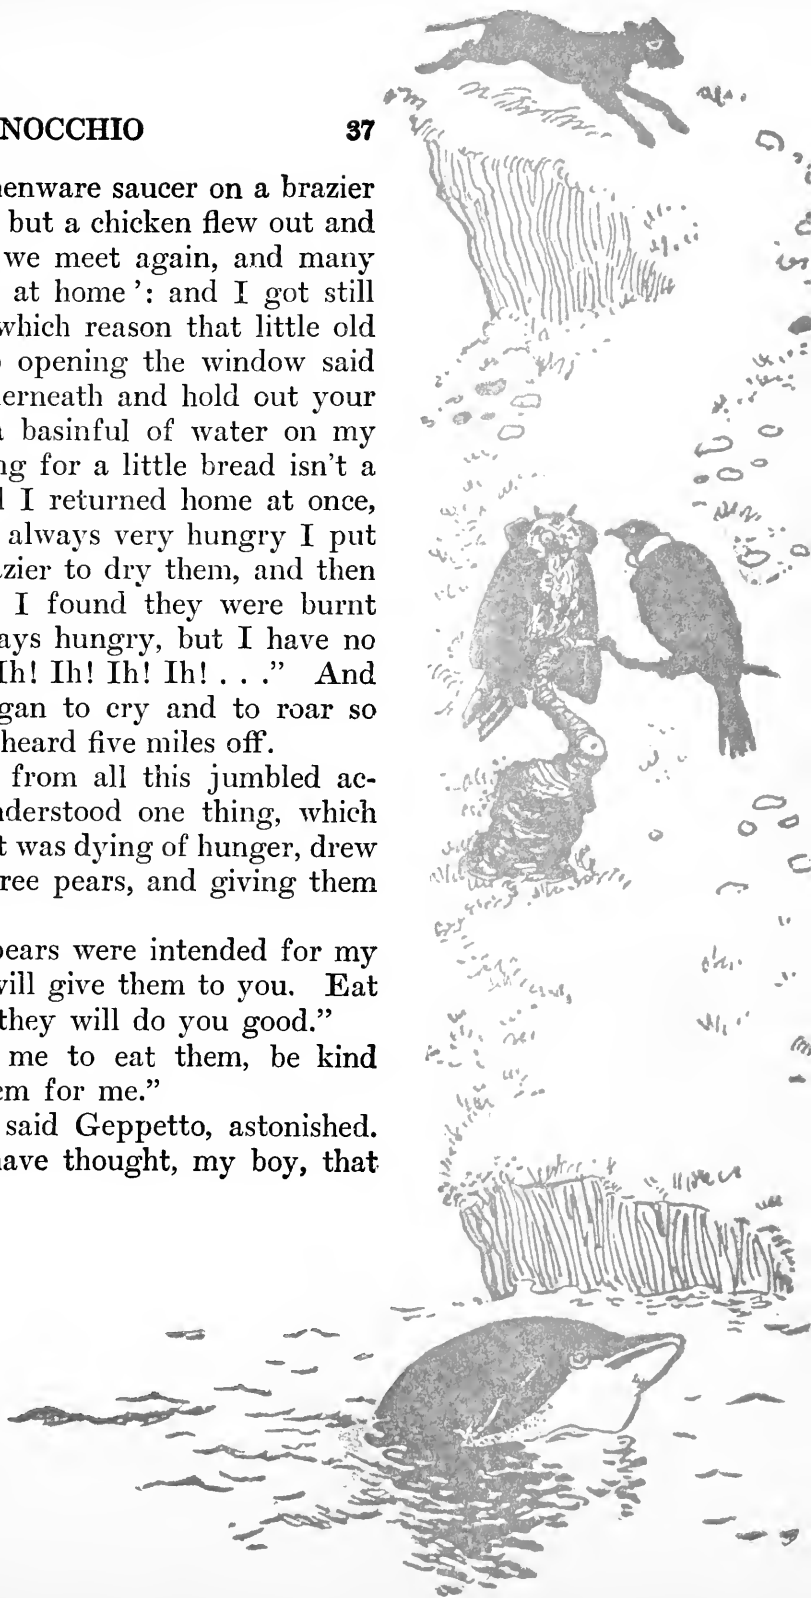 NOCCHIO 37
enware saucer on a brazier
but a chicken flew out and
we meet again, and many
at home’: and I got still
which reason that little old
opening the window said
erneath and hold out your
a basinful of water on my
ng for a little bread isn’t a
I returned home at once,
always very hungry I put
zier to dry them, and then
I found they were burnt
ays hungry, but I have no
Ih! Ih! Ih! Ih! . . .” And
gan to cry and to roar so
heard five miles off.
from all this jumbled ac-
nderstood one thing, which
t was dying of hunger, drew
ree pears, and giving them
pears were intended for my
will give them to you. Eat
they will do you good.”
me to eat them, be kind
em for me.”
said Geppetto, astonished.
ave thought, my boy, that